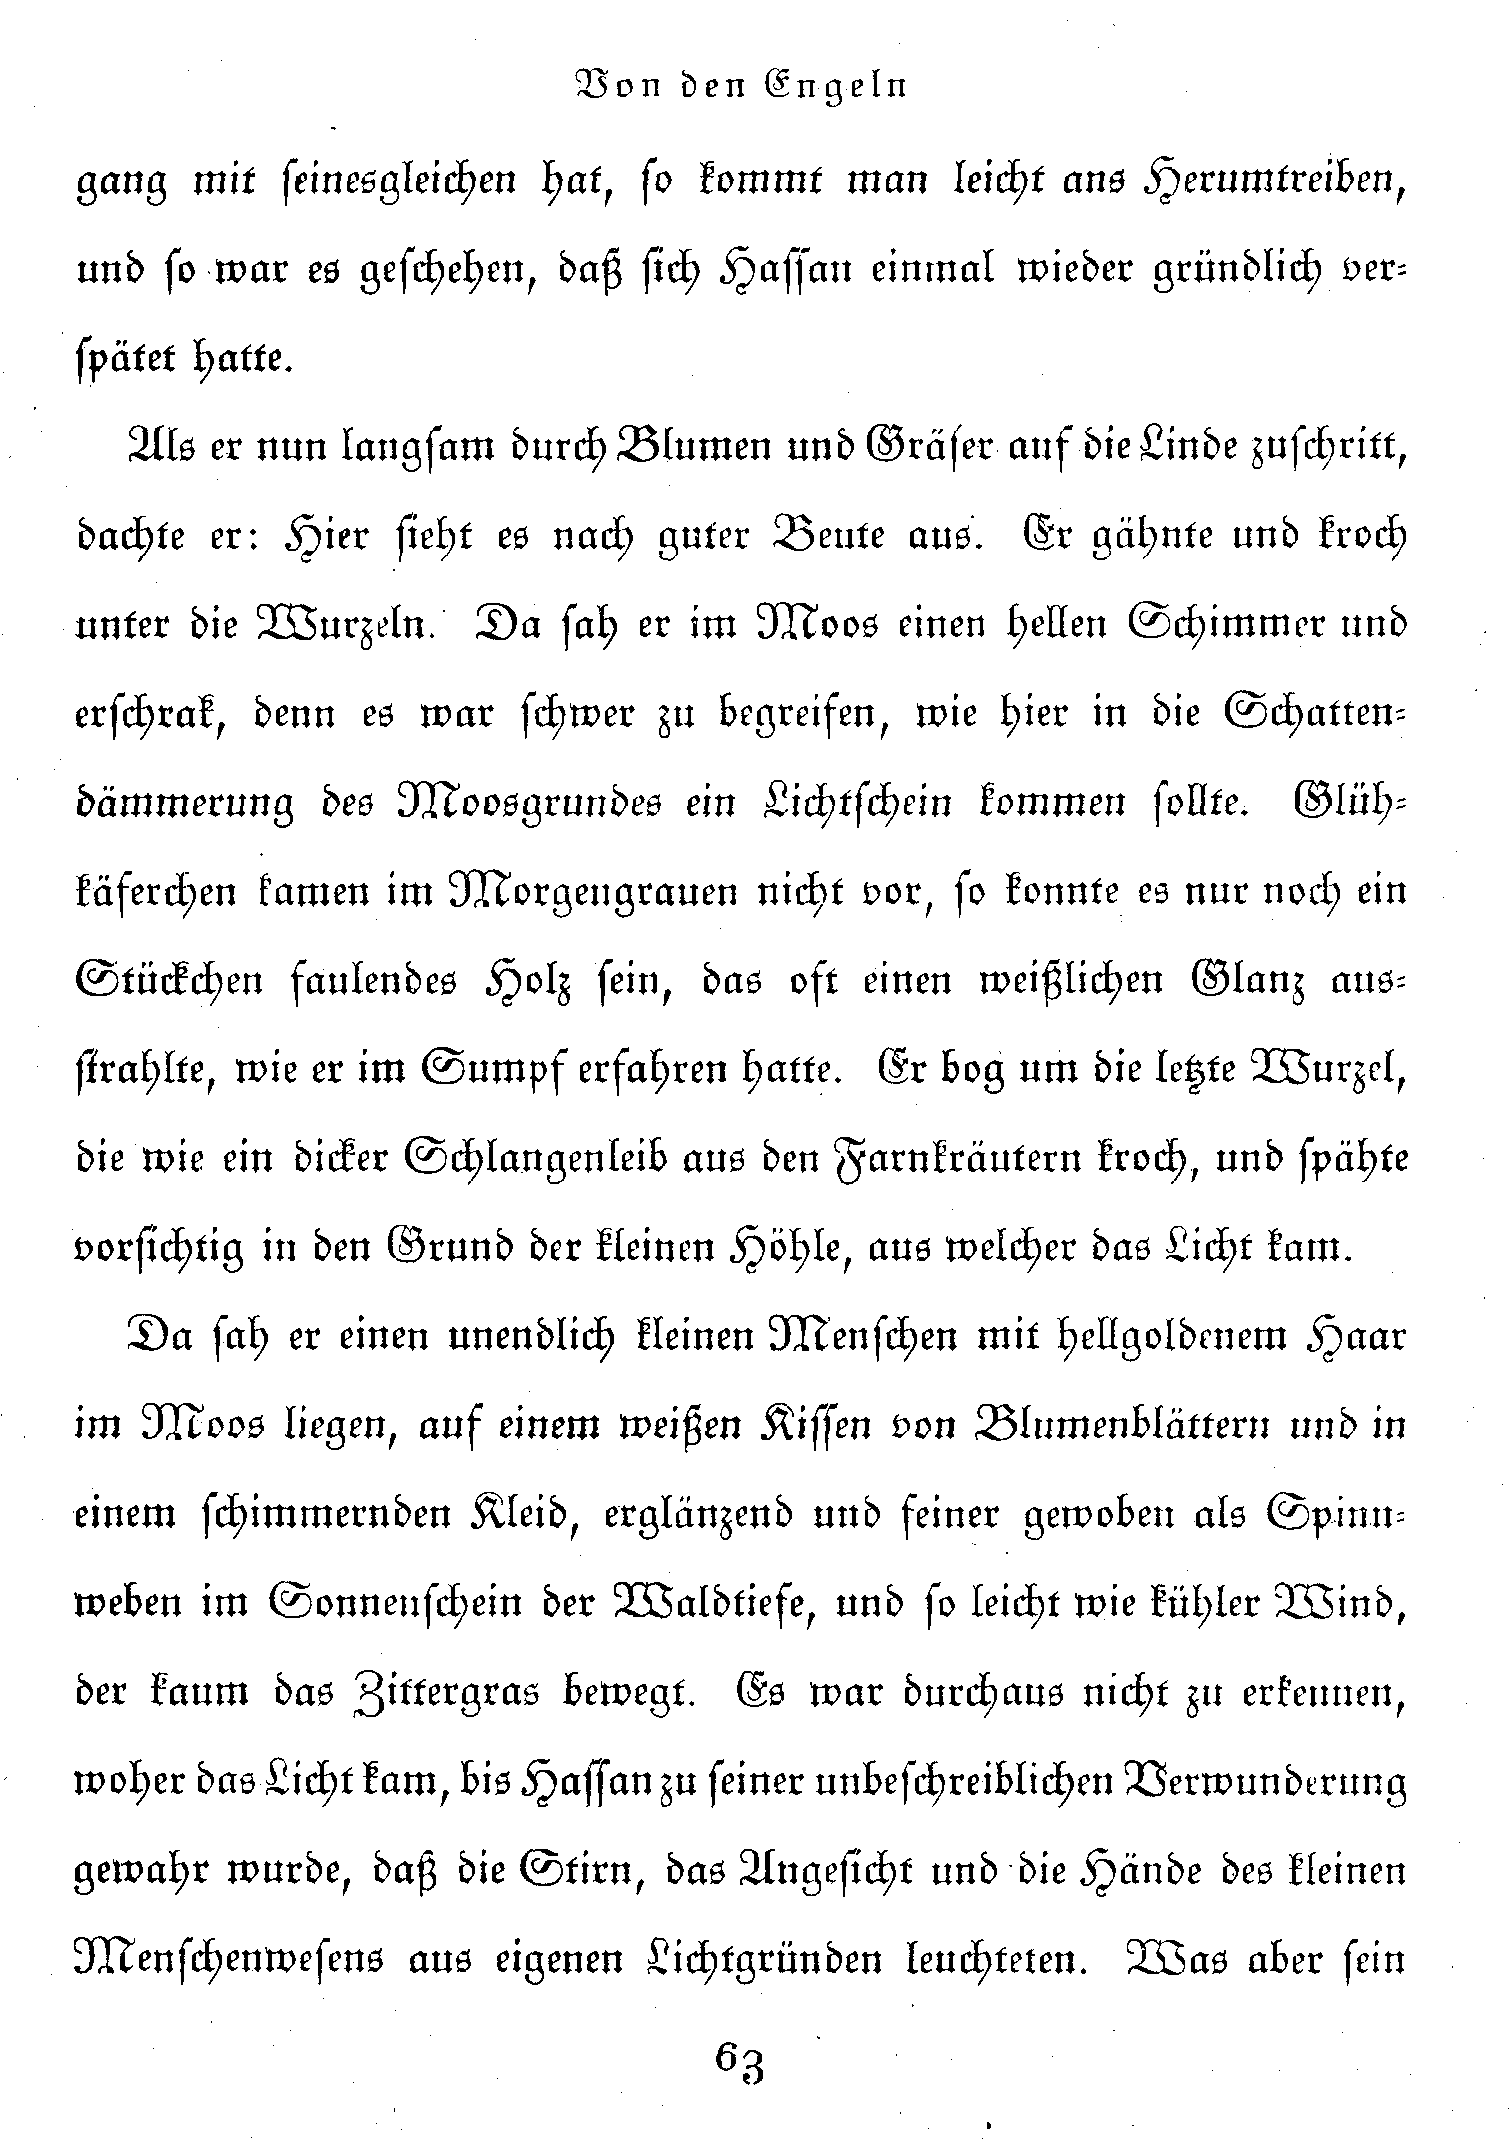 Von den Engeln
gang mit ſeinesgleichen hat, ſo kommt man leicht ans Herumtreiben,
und ſo war es geſchehen, daß ſich Haſſan einmal wieder gründlich ver-
ſpätet hatte.
Als er nun langſam durch Blumen und Gräſer auf die Linde zuſchritt,
dachte er: Hier ſieht es nach guter Beute aus. Er gähnte und kroch
unter die Wurzeln. Da ſah er im Moos einen hellen Schimmer und
erſchrak, denn es war ſchwer zu begreifen, wie hier in die Schatten-
dämmerung des Moosgrundes ein Lichtſchein kommen ſollte. Glüh-
käferchen kamen im Morgengrauen nicht vor, ſo konnte es nur noch ein
Stückchen faulendes Holz ſein, das oft einen weißlichen Glanz aus-
ſtrahlte, wie er im Sumpf erfahren hatte. Er bog um die letzte Wurzel,
die wie ein dicker Schlangenleib aus den Farnkräutern kroch, und ſpähte
vorſichtig in den Grund der kleinen Höhle, aus welcher das Licht kam.
Da ſah er einen unendlich kleinen Menſchen mit hellgoldenem Haar
im Moos liegen, auf einem weißen Kiſſen von Blumenblättern und in
einem ſchimmernden Kleid, erglänzend und feiner gewoben als Spinn-
weben im Sonnenſchein der Waldtiefe, und ſo leicht wie kühler Wind,
der kaum das Zittergras bewegt. Es war durchaus nicht zu erkennen,
woher das Licht kam, bis Haſſan zu ſeiner unbeſchreiblichen Verwunderung
gewahr wurde, daß die Stirn, das Angeſicht und die Hände des kleinen
Menſchenweſens aus eigenen Lichtgründen leuchteten. Was aber ſein
63